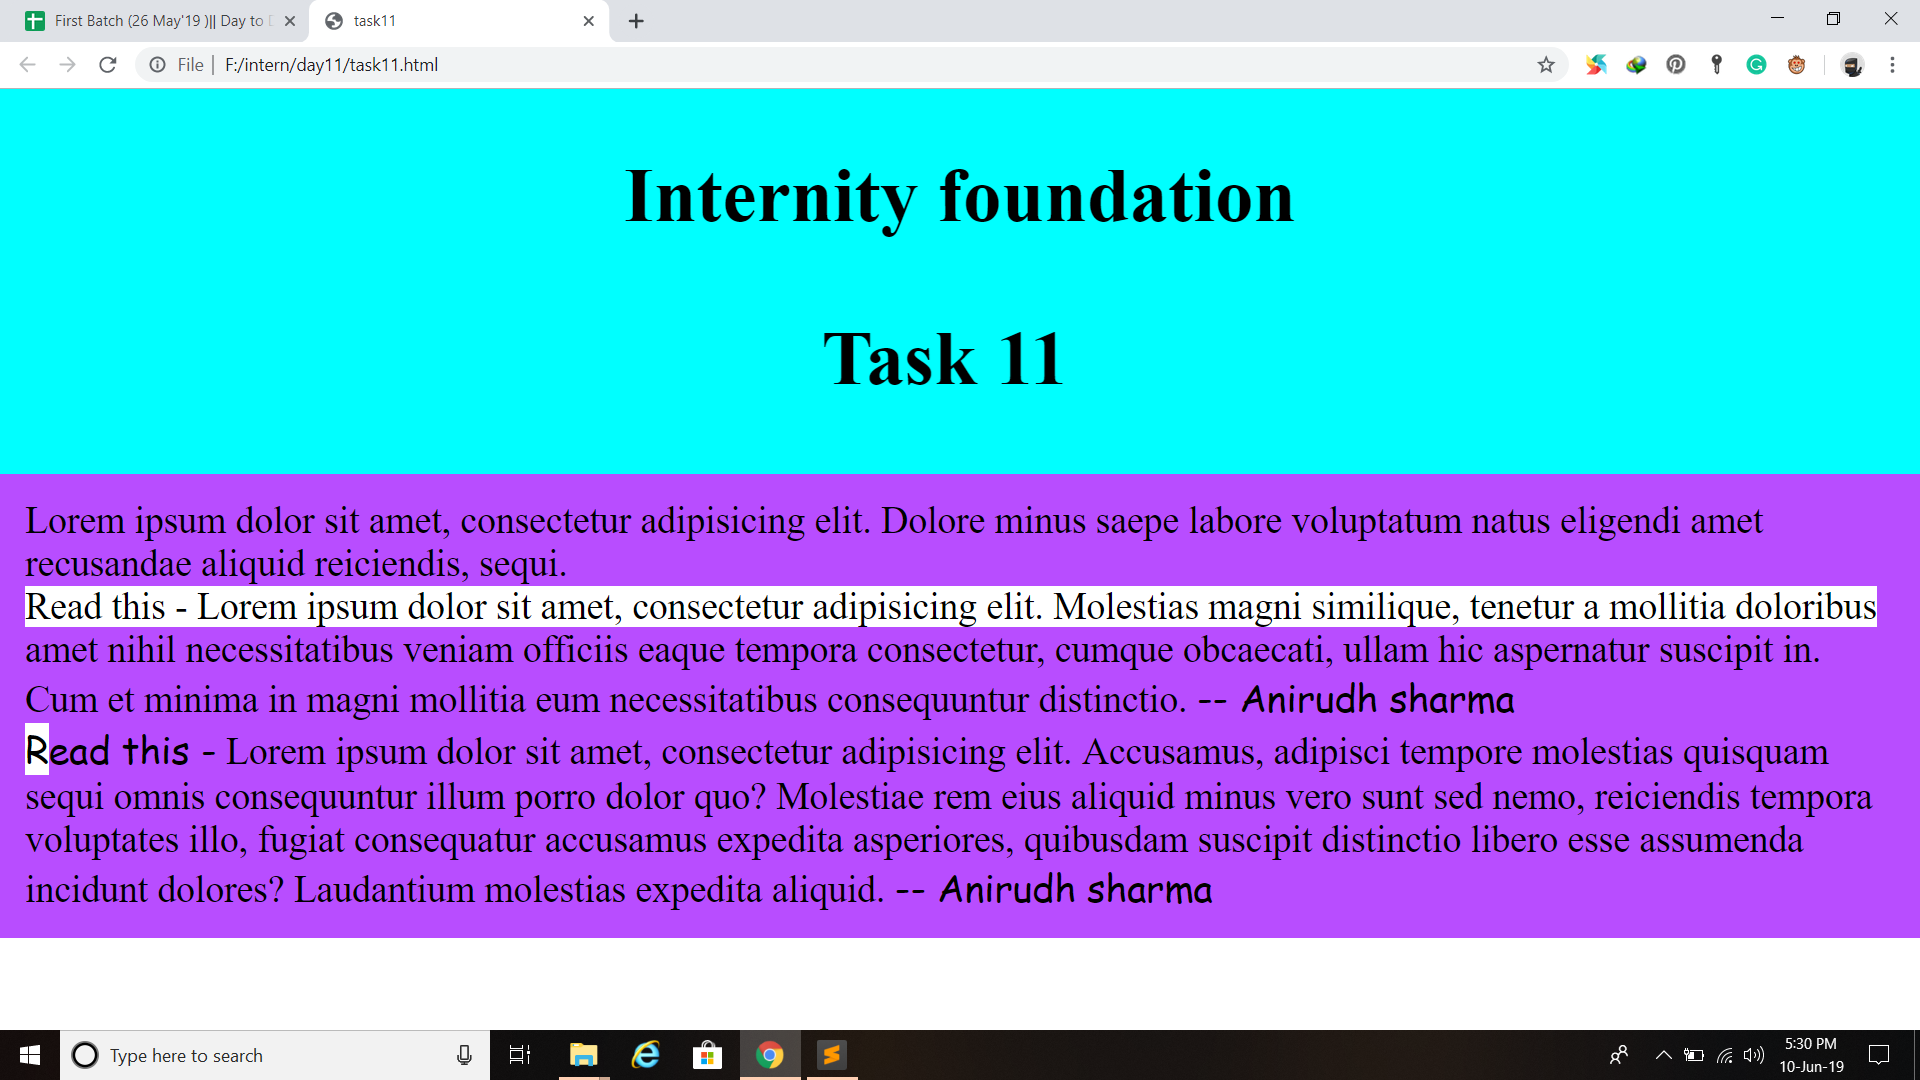 First Batch (26 May'19 )|| Day to
task11
File | F:/intern/day11/task11.html
Internity foundation
Task 11
Lorem ipsum dolor sit amet, consectetur adipisicing elit. Dolore minus saepe labore voluptatum natus eligendi amet
recusandae aliquid reiciendis, sequi.
Read this - Lorem ipsum dolor sit amet, consectetur adipisicing elit. Molestias magni similique, tenetur a mollitia doloribus
amet nihil necessitatibus veniam officiis eaque tempora consectetur, cumque obcaecati, ullam hic aspernatur suscipit in.
Cum et minima in magni mollitia eum necessitatibus consequuntur distinctio. -- Anirudh sharma
Read this - Lorem ipsum dolor sit amet, consectetur adipisicing elit. Accusamus, adipisci tempore molestias quisquam
sequi omnis consequuntur illum porro dolor quo? Molestiae rem eius aliquid minus vero sunt sed nemo, reiciendis tempora
voluptates illo, fugiat consequatur accusamus expedita asperiores, quibusdam suscipit distinctio libero esse assumenda
incidunt dolores? Laudantium molestias expedita aliquid. -- Anirudh sharma
Type here to search
5:30 PM
10-Jun-19